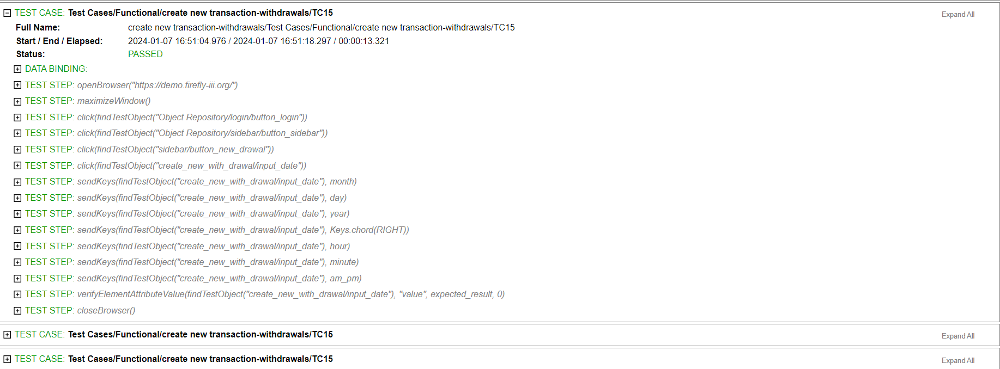 TEST CASE: Test Cases/Functional/create new transaction-withdrawals/TC15
Expand All
Full Name: create new transaction-withdrawals/Test Cases/Functional/create new transaction-withdrawals/TC15
Start / End / Elapsed: 2024-01-07 16:51:04.976 / 2024-01-07 16:51:18.297 / 00:00:13.321
Status: PASSED
DATA BINDING:
TEST STEP: openBrowser("https://demo.firefly-iii.org/")
TEST STEP: maximizeWindow()
TEST STEP: click(findTestObject("Object Repository/login/button_login"))
TEST STEP: click(findTestObject("Object Repository/sidebar/button_sidebar"))
TEST STEP: click(findTestObject("sidebar/button_new_drawal"))
TEST STEP: click(findTestObject("create_new_with_drawal/input_date"))
TEST STEP: sendKeys(findTestObject("create_new_with_drawal/input_date"), month)
TEST STEP: sendKeys(findTestObject("create_new_with_drawal/input_date"), day)
TEST STEP: sendKeys(findTestObject("create_new_with_drawal/input_date"), year)
TEST STEP: sendKeys(findTestObject("create_new_with_drawal/input_date"), Keys.chord(RIGHT))
TEST STEP: sendKeys(findTestObject("create_new_with_drawal/input_date"), hour)
TEST STEP: sendKeys(findTestObject("create_new_with_drawal/input_date"), minute)
TEST STEP: sendKeys(findTestObject("create_new_with_drawal/input_date"), am_pm)
TEST STEP: verifyElementAttributeValue(findTestObject("create_new_with_drawal/input_date"), "value", expected_result, 0)
TEST STEP: closeBrowser()
TEST CASE: Test Cases/Functional/create new transaction-withdrawals/TC15
Expand All
TEST CASE: Test Cases/Functional/create new transaction-withdrawals/TC15
Expand All